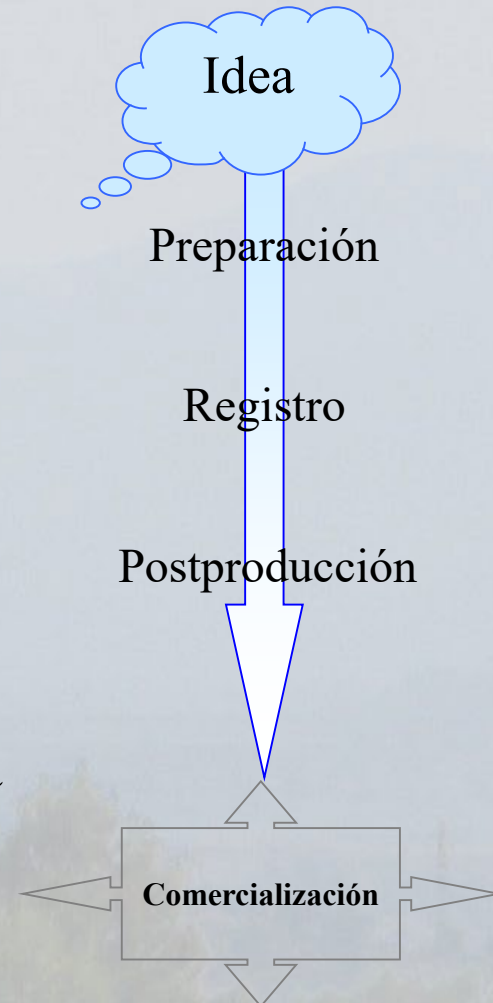 Idea
Preparación
Registro
Postproducción
Comercialización